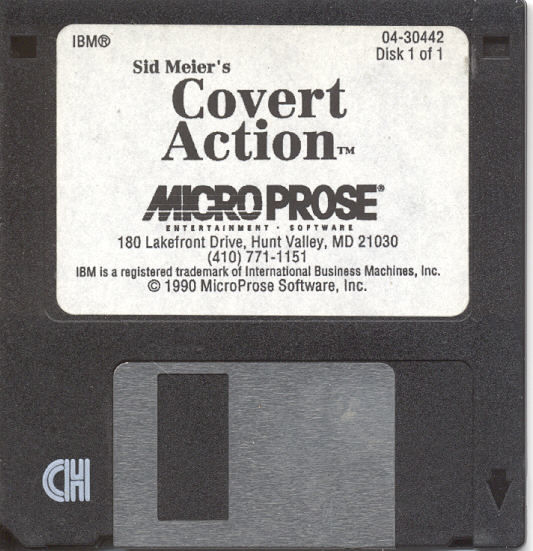 IBM®
04-30442
Disk 1 of 1
Sid Meier's
Covert
Action™
MICROPROSE®
ENTERTAINMENT · SOFTWARE
180 Lakefront Drive, Hunt Valley, MD 21030
(410) 771-1151
IBM is a registered trademark of International Business Machines, Inc.
© 1990 MicroProse Software, Inc.
CH